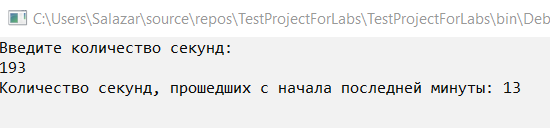 C:\Users\Salazar\source\repos\TestProjectForLabs\TestProjectForLabs\bin\Deb
Введите количество секунд:
193
Количество секунд, прошедших с начала последней минуты: 13